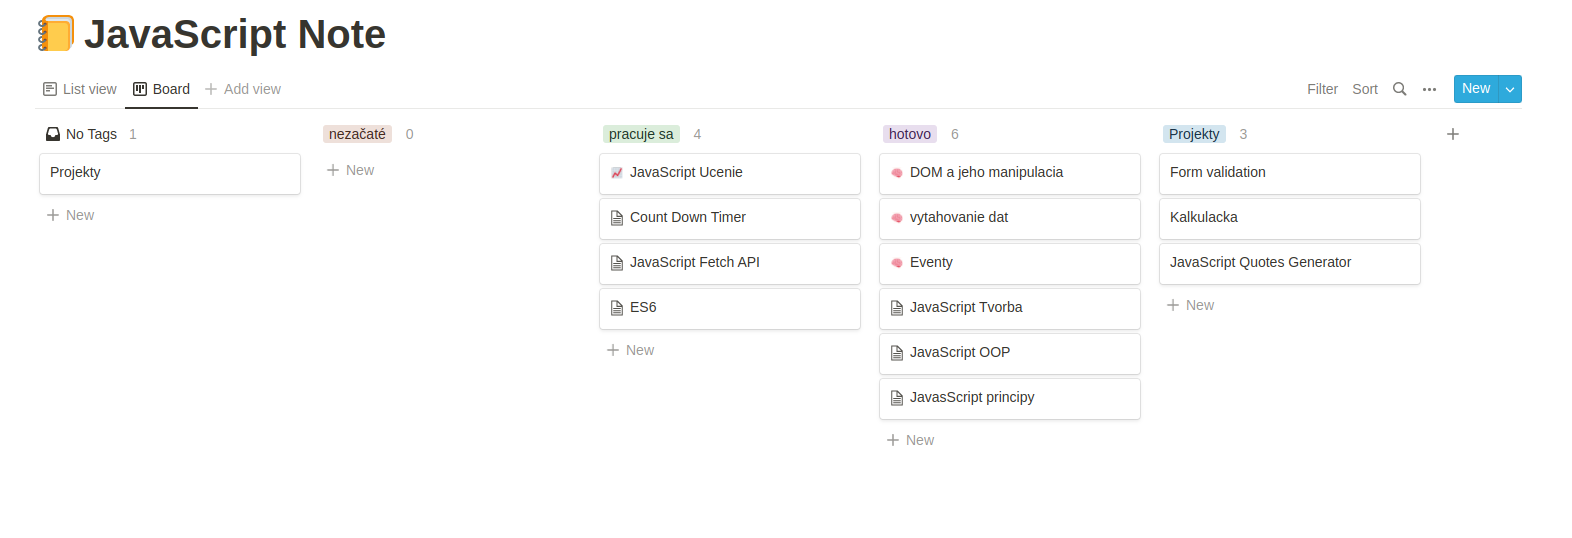 JavaScript Note
List view Board Add view Filter Sort New
No Tags 1
Projekty
New
nezačaté 0
New
pracuje sa 4
JavaScript Ucenie
Count Down Timer
JavaScript Fetch API
ES6
New
hotovo 6
DOM a jeho manipulacia
vytahovanie dat
Eventy
JavaScript Tvorba
JavaScript OOP
JavasScript principy
New
Projekty 3
Form validation
Kalkulacka
JavaScript Quotes Generator
New